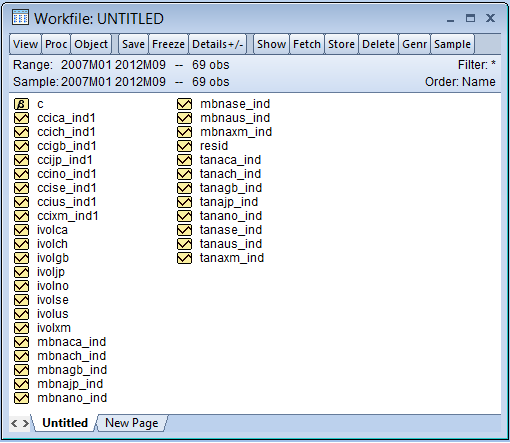 Workfile: UNTITLED
View Proc Object Save Freeze Details+/- Show Fetch Store Delete Genr Sample
Range: 2007M01 2012M09 -- 69 obs Filter: *
Sample: 2007M01 2012M09 -- 69 obs Order: Name
c
ccica_ind1
ccich_ind1
ccigb_ind1
ccijp_ind1
ccino_ind1
ccise_ind1
ccius_ind1
ccixm_ind1
ivolca
ivolch
ivolgb
ivoljp
ivolno
ivolse
ivolus
ivolxm
mbnaca_ind
mbnach_ind
mbnagb_ind
mbnajp_ind
mbnano_ind
mbnase_ind
mbnaus_ind
mbnaxm_ind
resid
tanaca_ind
tanach_ind
tanagb_ind
tanajp_ind
tanano_ind
tanase_ind
tanaus_ind
tanaxm_ind
Untitled New Page